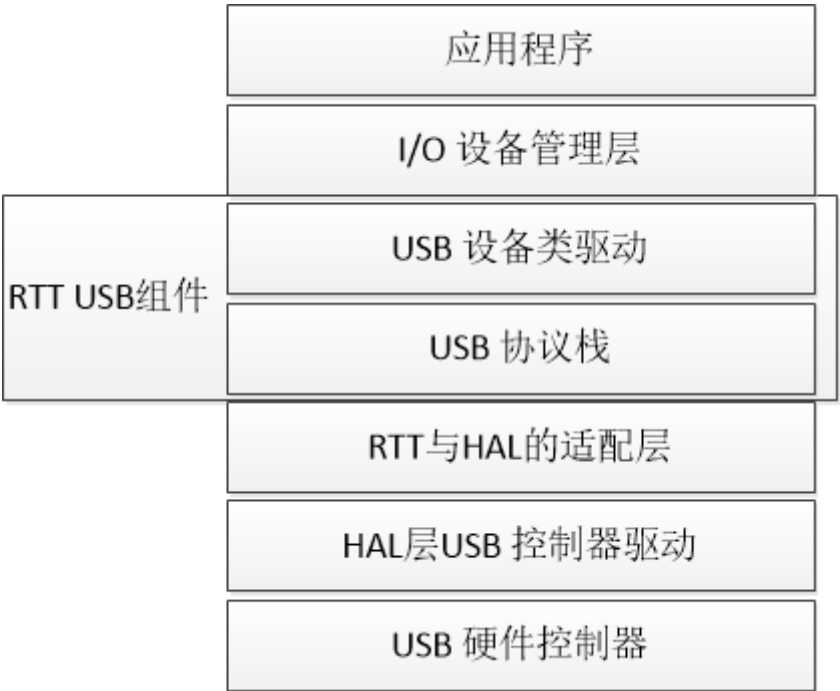 应用程序
I/O 设备管理层
USB 设备类驱动
RTT USB组件
USB 协议栈
RTT与HAL的适配层
HAL层USB 控制器驱动
USB 硬件控制器